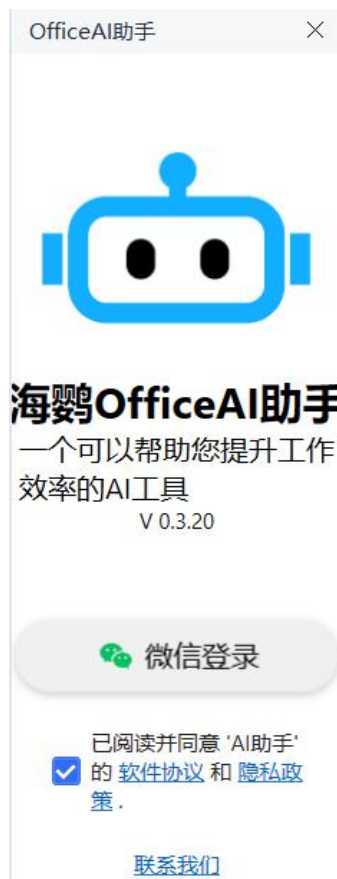 OfficeAI助手
海鹦OfficeAI助手
一个可以帮助您提升工作
效率的AI工具
V 0.3.20
微信登录
已阅读并同意 'AI助手'
的 软件协议 和 隐私政
策 .
联系我们